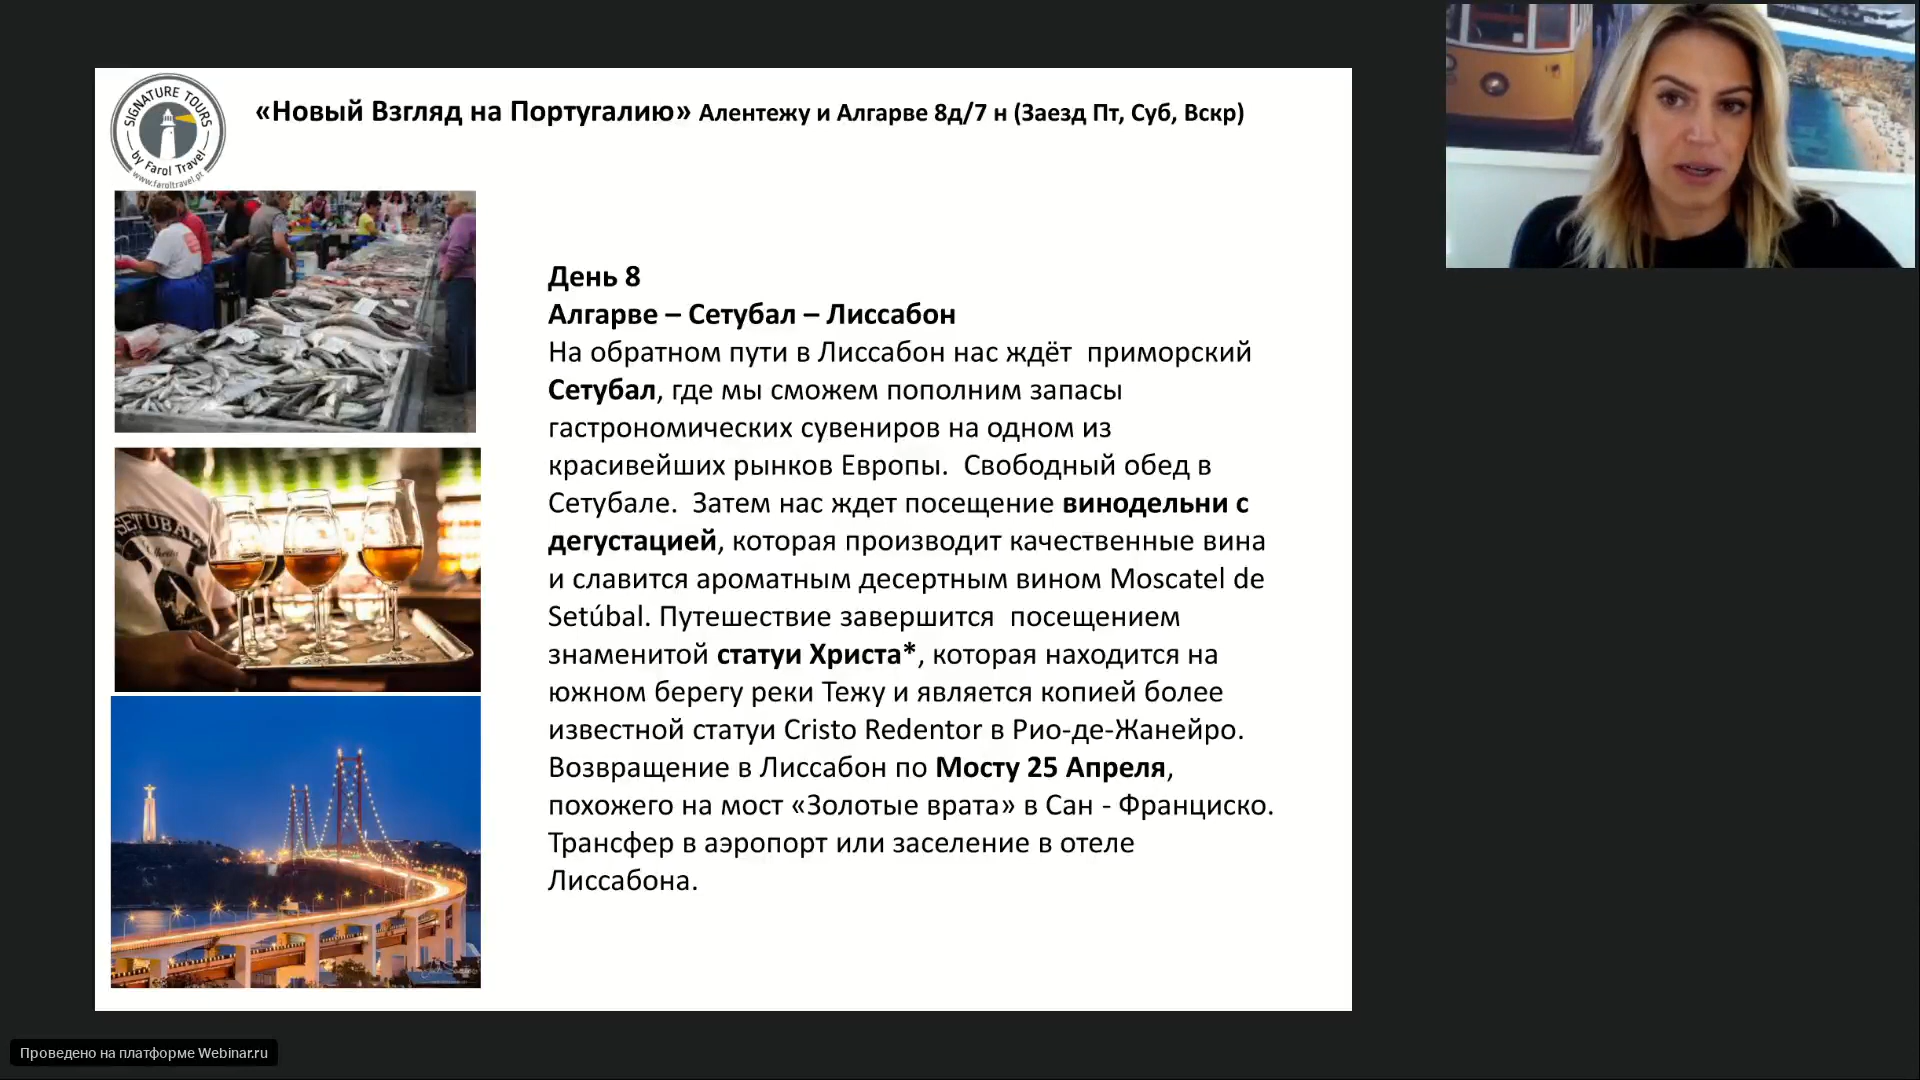 SIGNATURE TOURS
by Farol Travel
www.faroltravel.pt
«Новый Взгляд на Португалию» Алентежу и Алгарве 8д/7 н (Заезд Пт, Суб, Вскр)
День 8
Алгарве – Сетубал – Лиссабон
На обратном пути в Лиссабон нас ждёт  приморский
Сетубал, где мы сможем пополним запасы
гастрономических сувениров на одном из
красивейших рынков Европы.  Свободный обед в
Сетубале.  Затем нас ждет посещение винодельни с
дегустацией, которая производит качественные вина
и славится ароматным десертным вином Moscatel de
Setúbal. Путешествие завершится  посещением
знаменитой статуи Христа*, которая находится на
южном берегу реки Тежу и является копией более
известной статуи Cristo Redentor в Рио-де-Жанейро.
Возвращение в Лиссабон по Мосту 25 Апреля,
похожего на мост «Золотые врата» в Сан - Франциско.
Трансфер в аэропорт или заселение в отеле
Лиссабона.
SETUBAL
Проведено на платформе Webinar.ru